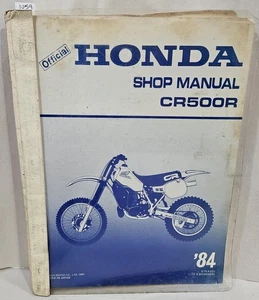 Official
HONDA
SHOP MANUAL
CR500R
'84